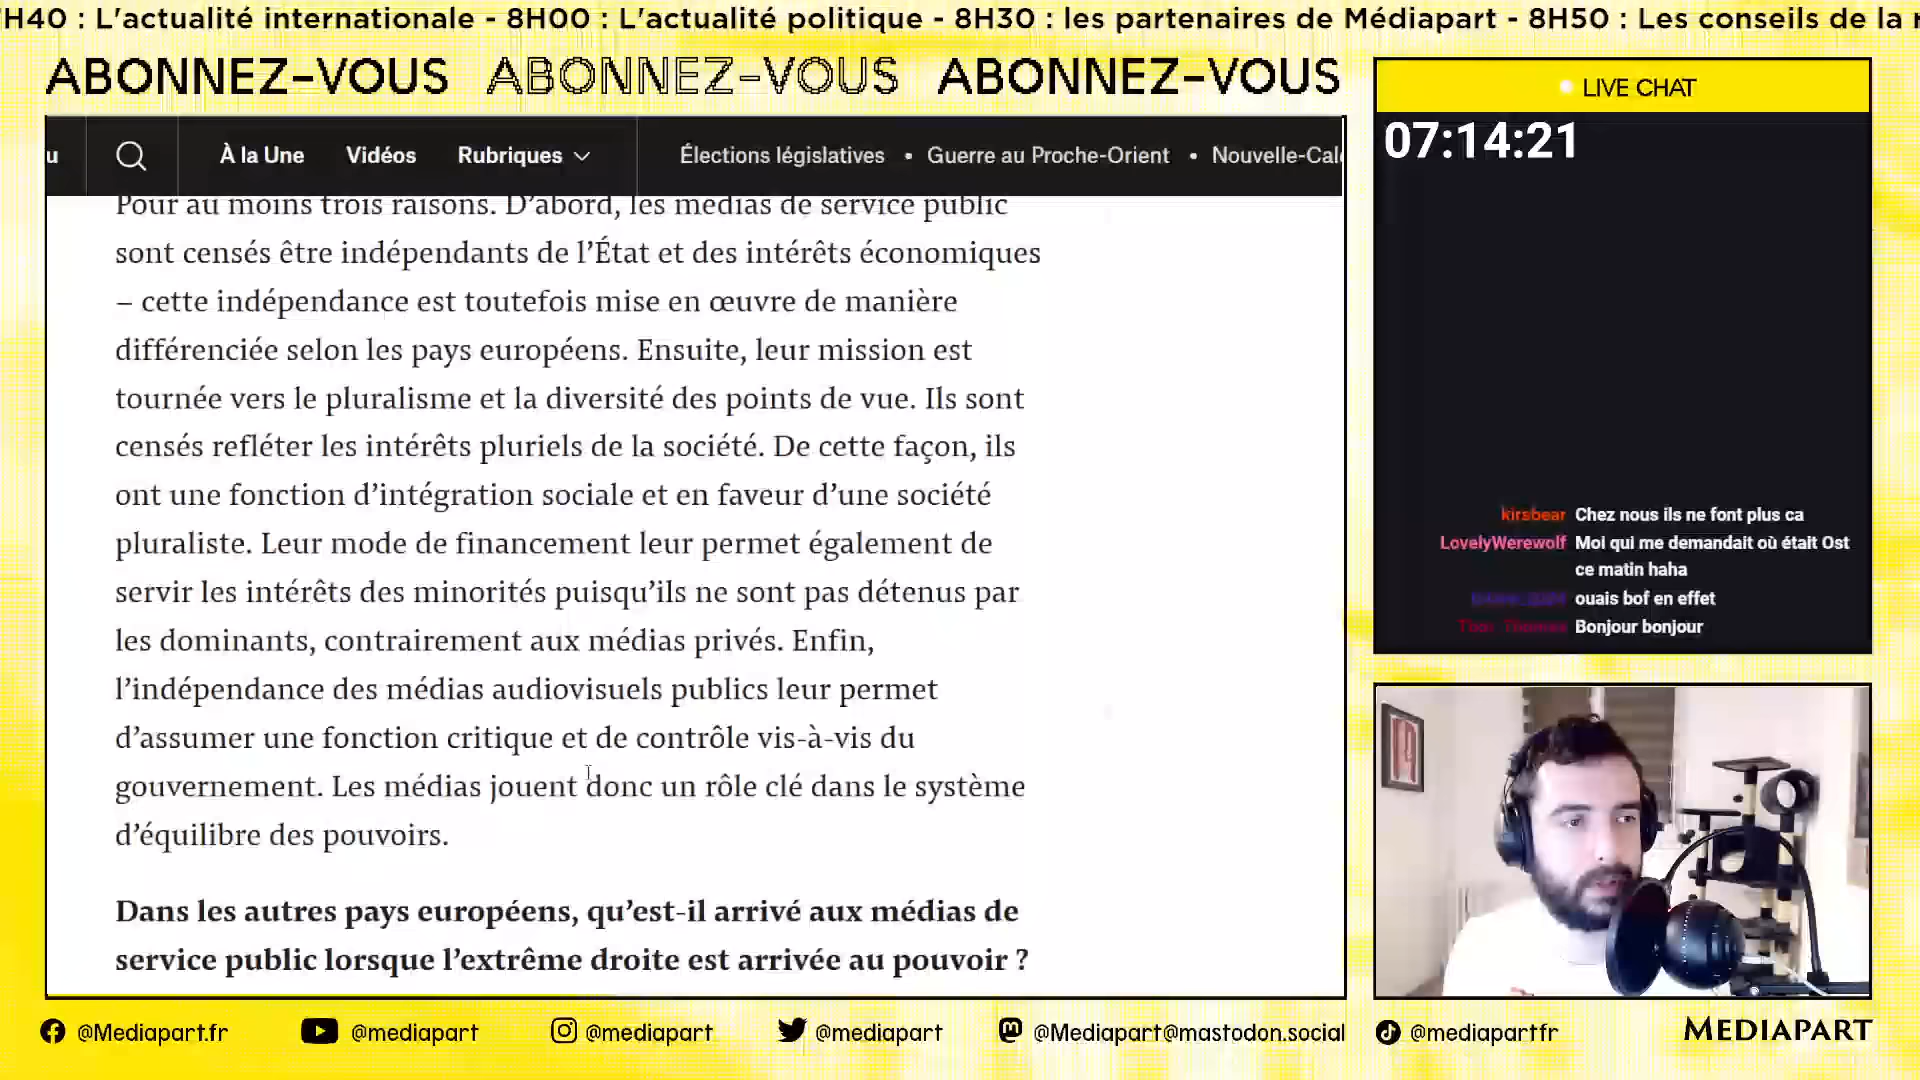 H40 : L'actualité internationale - 8H00 : L'actualité politique - 8H30 : les partenaires de Médiapart - 8H50 : Les conseils de la
ABONNEZ-VOUS ABONNEZ-VOUS ABONNEZ-VOUS
u À la Une Vidéos Rubriques Élections législatives • Guerre au Proche-Orient • Nouvelle-Cal
Pour au moins trois raisons. D’abord, les médias de service public
sont censés être indépendants de l’État et des intérêts économiques
– cette indépendance est toutefois mise en œuvre de manière
différenciée selon les pays européens. Ensuite, leur mission est
tournée vers le pluralisme et la diversité des points de vue. Ils sont
censés refléter les intérêts pluriels de la société. De cette façon, ils
ont une fonction d’intégration sociale et en faveur d’une société
pluraliste. Leur mode de financement leur permet également de
servir les intérêts des minorités puisqu’ils ne sont pas détenus par
les dominants, contrairement aux médias privés. Enfin,
l’indépendance des médias audiovisuels publics leur permet
d’assumer une fonction critique et de contrôle vis-à-vis du
gouvernement. Les médias jouent donc un rôle clé dans le système
d’équilibre des pouvoirs.
Dans les autres pays européens, qu’est-il arrivé aux médias de
service public lorsque l’extrême droite est arrivée au pouvoir ?
LIVE CHAT
07:14:21
kirsbear Chez nous ils ne font plus ca
LovelyWerewolf Moi qui me demandait où était Ost
ce matin haha
ouais bof en effet
Bonjour bonjour
@Mediapart.fr @mediapart @mediapart @mediapart @Mediapart@mastodon.social @mediapartfr MEDIAPART